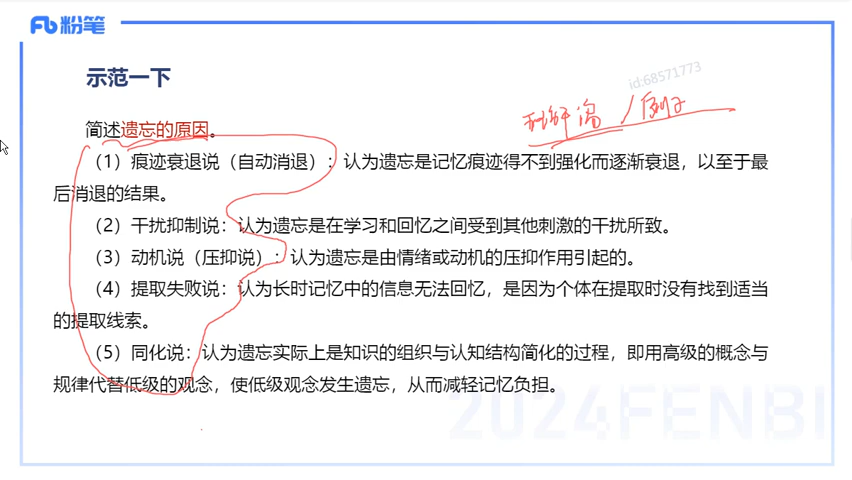 粉笔
示范一下
id:68571773
例子
简述遗忘的原因。
（1）痕迹衰退说（自动消退）：认为遗忘是记忆痕迹得不到强化而逐渐衰退，以至于最
后消退的结果。
（2）干扰抑制说：认为遗忘是在学习和回忆之间受到其他刺激的干扰所致。
（3）动机说（压抑说）：认为遗忘是由情绪或动机的压抑作用引起的。
（4）提取失败说：认为长时记忆中的信息无法回忆，是因为个体在提取时没有找到适当
的提取线索。
（5）同化说：认为遗忘实际上是知识的组织与认知结构简化的过程，即用高级的概念与
规律代替低级的观念，使低级观念发生遗忘，从而减轻记忆负担。
2024FENBI